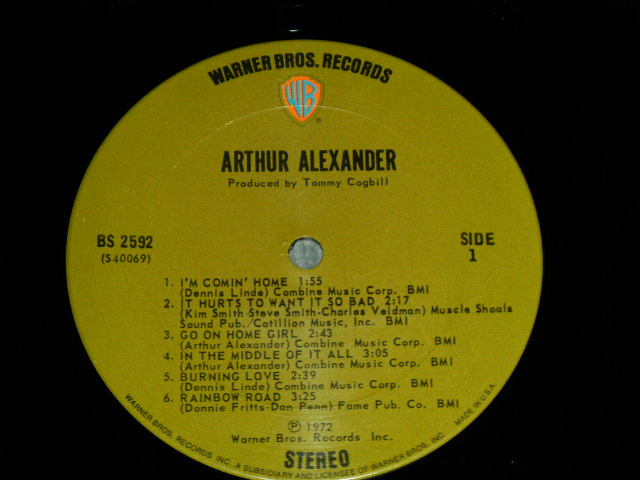 WARNER BROS. RECORDS
WB
®
ARTHUR ALEXANDER
Produced by Tommy Cogbill
BS 2592
(S40069)
SIDE
1
1. I'M COMIN' HOME 1:55
(Dennis Linde) Combine Music Corp. BMI
2. IT HURTS TO WANT IT SO BAD 2:17
(Kim Smith-Steve Smith-Charles Veldman) Muscle Shoals
Sound Pub./Cotillion Music, Inc. BMI
3. GO ON HOME GIRL 2:43
(Arthur Alexander) Combine Music Corp. BMI
4. IN THE MIDDLE OF IT ALL 3:05
(Arthur Alexander) Combine Music Corp. BMI
5. BURNING LOVE 2:39
(Dennis Linde) Combine Music Corp. BMI
6. RAINBOW ROAD 3:25
(Donnie Fritts-Dan Penn) Fame Pub. Co. BMI
℗ 1972
Warner Bros. Records Inc.
STEREO
WARNER BROS. RECORDS INC. A SUBSIDIARY AND LICENSEE OF WARNER BROS. INC. MADE IN U.S.A.